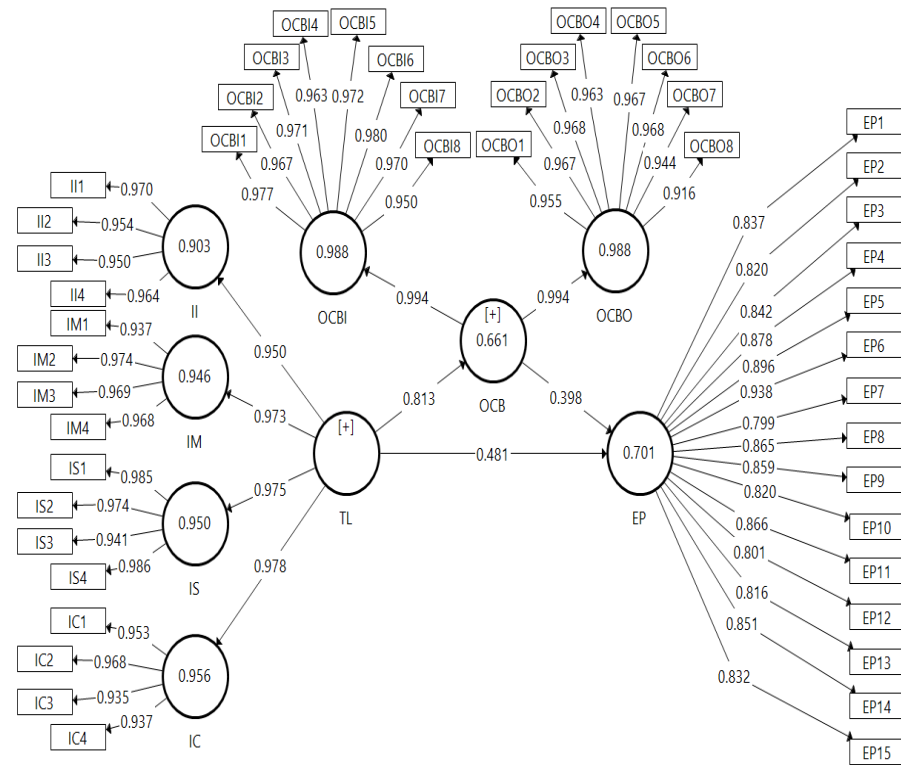 OCBI4
OCBI5
OCBI3
OCBI6
OCBI2
OCBI7
OCBI1
OCBI8
0.977
0.967
0.971
0.963
0.972
0.980
0.970
0.950
0.988
OCBI
OCBO4
OCBO5
OCBO3
OCBO6
OCBO2
OCBO7
OCBO1
OCBO8
0.955
0.967
0.968
0.963
0.967
0.968
0.944
0.916
0.988
OCBO
II1
0.970
II2
0.954
II3
0.950
II4
0.964
0.903
II
IM1
0.937
IM2
0.974
IM3
0.969
IM4
0.968
0.946
IM
IS1
0.985
IS2
0.974
IS3
0.941
IS4
0.986
0.950
IS
IC1
0.953
IC2
0.968
IC3
0.935
IC4
0.937
0.956
IC
0.950
0.973
0.975
0.978
[+]
TL
0.813
0.481
0.994
0.994
[+]
0.661
OCB
0.398
0.701
EP
EP1
0.837
EP2
0.820
EP3
0.842
EP4
0.878
EP5
0.896
EP6
0.938
EP7
0.799
EP8
0.865
EP9
0.859
EP10
0.820
EP11
0.866
EP12
0.801
EP13
0.816
EP14
0.851
EP15
0.832